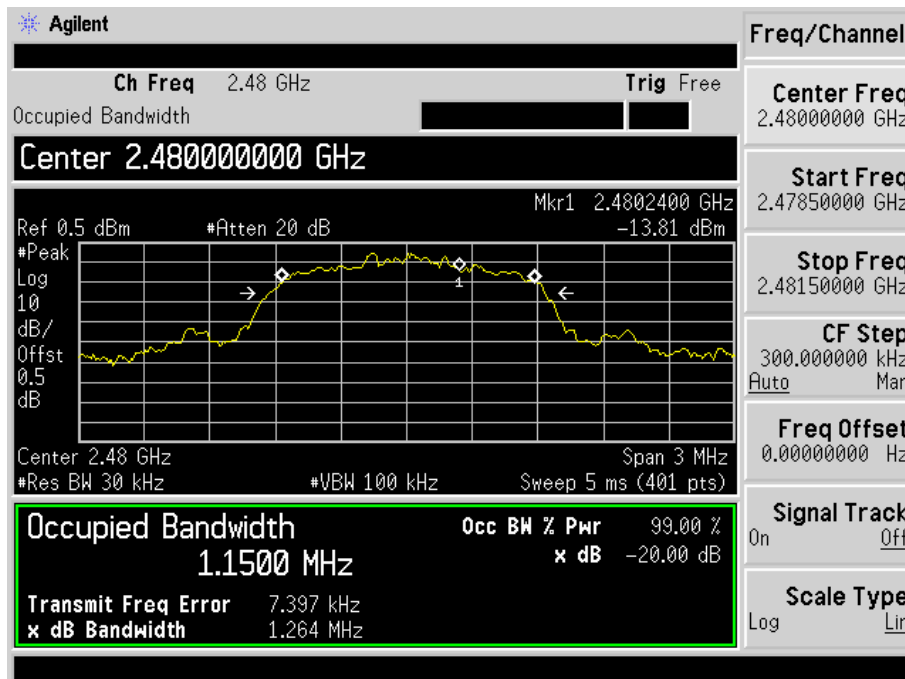 Agilent
Freq/Channel
Ch Freq 2.48 GHz Trig Free
Occupied Bandwidth
Center 2.480000000 GHz
Mkr1 2.4802400 GHz
Ref 0.5 dBm #Atten 20 dB -13.81 dBm
#Peak
Log
10
dB/
Offst
0.5
dB
1
Center 2.48 GHz Span 3 MHz
#Res BW 30 kHz #VBW 100 kHz Sweep 5 ms (401 pts)
Occupied Bandwidth
1.1500 MHz
Occ BW % Pwr 99.00 %
x dB -20.00 dB
Transmit Freq Error 7.397 kHz
x dB Bandwidth 1.264 MHz
Center Freq
2.48000000 GHz
Start Freq
2.47850000 GHz
Stop Freq
2.48150000 GHz
CF Step
300.000000 kHz
Auto Man
Freq Offset
0.00000000 Hz
Signal Track
On Off
Scale Type
Log Lin